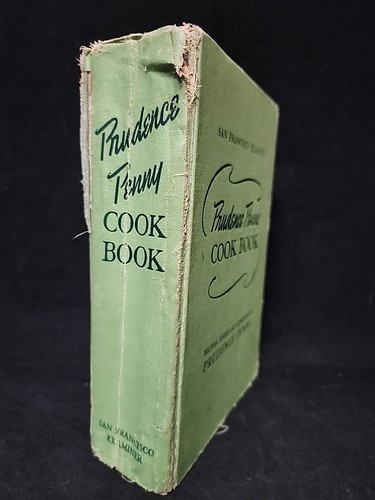 Prudence
Penny
COOK
BOOK
SAN FRANCISCO
EXAMINER
SAN FRANCISCO EXAMINER
Prudence Penny
COOK BOOK
PRUDENCE PENNY